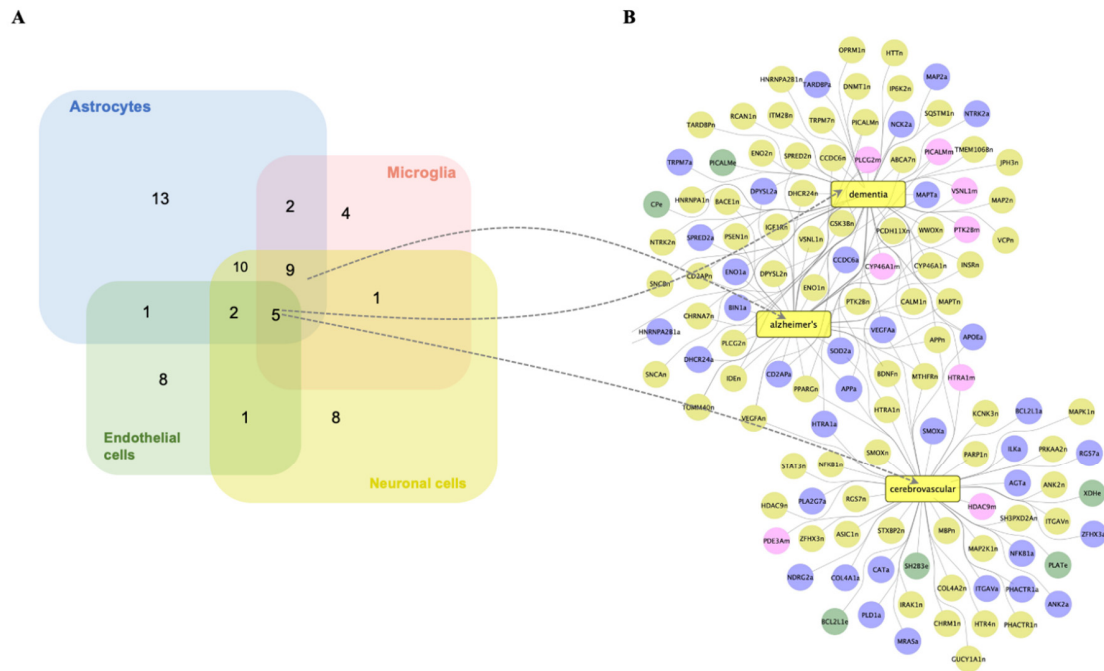 A
B
Astrocytes
Microglia
13
2
4
10
9
1
1
2
5
8
1
8
Endothelial
cells
Neuronal cells
OPRM1n
HTTn
HNRNPA2B1n
TARDBPa
DNMT1n
IP6K2n
MAP2a
RCAN1n
ITM2Bn
TRPM7n
PICALMn
SQSTM1n
NTRK2a
TARDBPn
NCK2a
ENO2n
SPRED2n
CCDC6n
PLCG2m
ABCA7n
PICALMm
TMEM106Bn
JPH3n
TRPM7a
PICALMe
CPe
HNRNPA1n
BACE1n
DPYSL2a
DHCR24n
dementia
MAPTa
VSNL1m
MAP2n
NTRK2n
SPRED2a
PSEN1n
IGF1Rn
VSNL1n
GSK3Bn
PCDH11Xn
WWOXn
PTK2Bm
VCPn
SNCBn
CD2APn
ENO1a
DPYSL2n
CCDC6a
CYP46A1m
CYP46A1n
INSRn
ENO1n
PTK2Bn
CALM1n
MAPTn
CHRNA7n
BIN1a
HNRNPA2B1a
PLCG2n
alzheimer's
VEGFAa
APPn
APOEa
SNCAn
DHCR24a
IDEn
CD2APa
SOD2a
PPARGn
APPa
BDNFn
MTHFRn
HTRA1m
TOMM40n
VEGFAn
HTRA1a
HTRA1n
SMOXa
KCNK3n
BCL2L1a
MAPK1n
SMOXn
STAT3n
NFKB1n
PARP1n
ILKa
PRKAA2n
RGS7a
cerebrovascular
HDAC9n
PLA2G7a
RGS7n
AGTa
ANK2n
XDHe
HDAC9m
SH3PXD2An
ITGAVn
PDE3Am
ZFHX3n
ASIC1n
STXBP2n
MBPn
MAP2K1n
NFKB1a
ZFHX3a
NDRG2a
COL4A1a
CATa
SH2B3e
COL4A2n
ITGAVa
PHACTR1a
PLATe
BCL2L1e
PLD1a
IRAK1n
MRASa
CHRM1n
HTR4n
PHACTR1n
ANK2a
GUCY1A1n